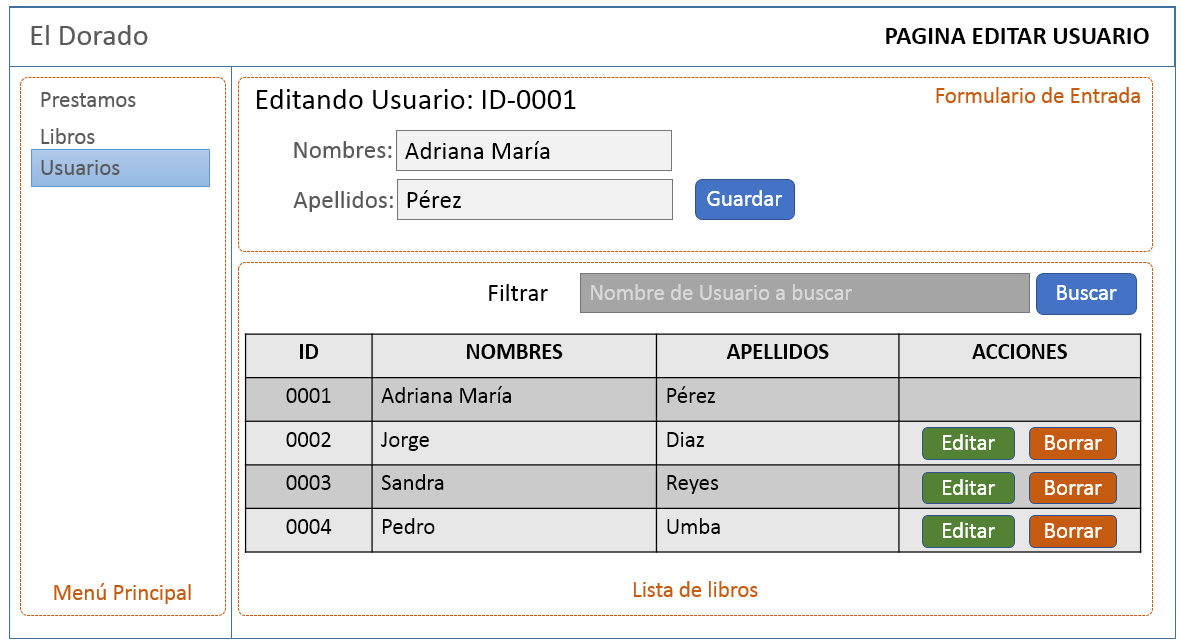 El Dorado
PAGINA EDITAR USUARIO
Prestamos
Libros
Usuarios
Menú Principal
Editando Usuario: ID-0001
Formulario de Entrada
Nombres: Adriana María
Apellidos: Pérez Guardar
Filtrar Nombre de Usuario a buscar Buscar
ID NOMBRES APELLIDOS ACCIONES
0001 Adriana María Pérez
0002 Jorge Diaz Editar Borrar
0003 Sandra Reyes Editar Borrar
0004 Pedro Umba Editar Borrar
Lista de libros